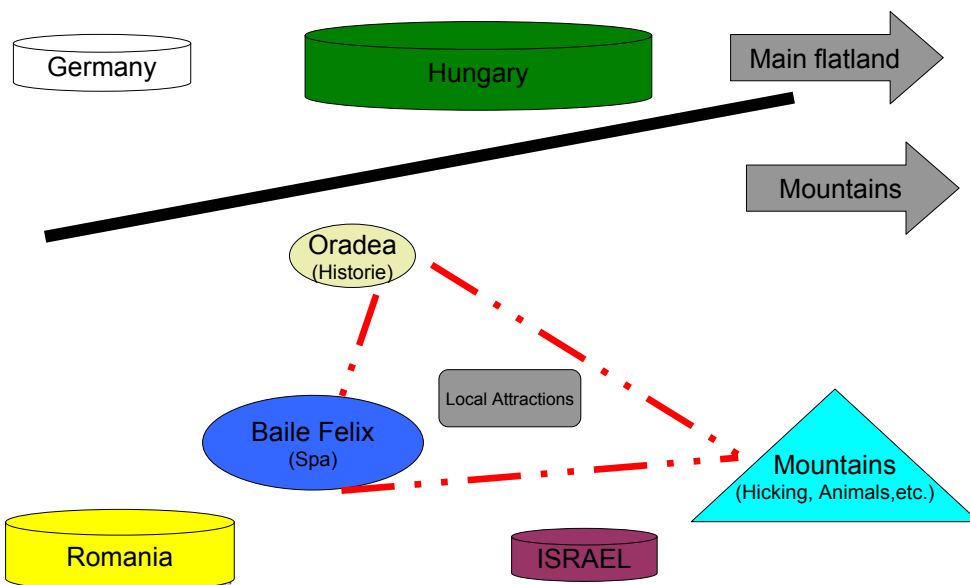 Germany
Hungary
Main flatland
Mountains
Oradea
(Historie)
Local Attractions
Baile Felix
(Spa)
Mountains
(Hicking, Animals,etc.)
Romania
ISRAEL